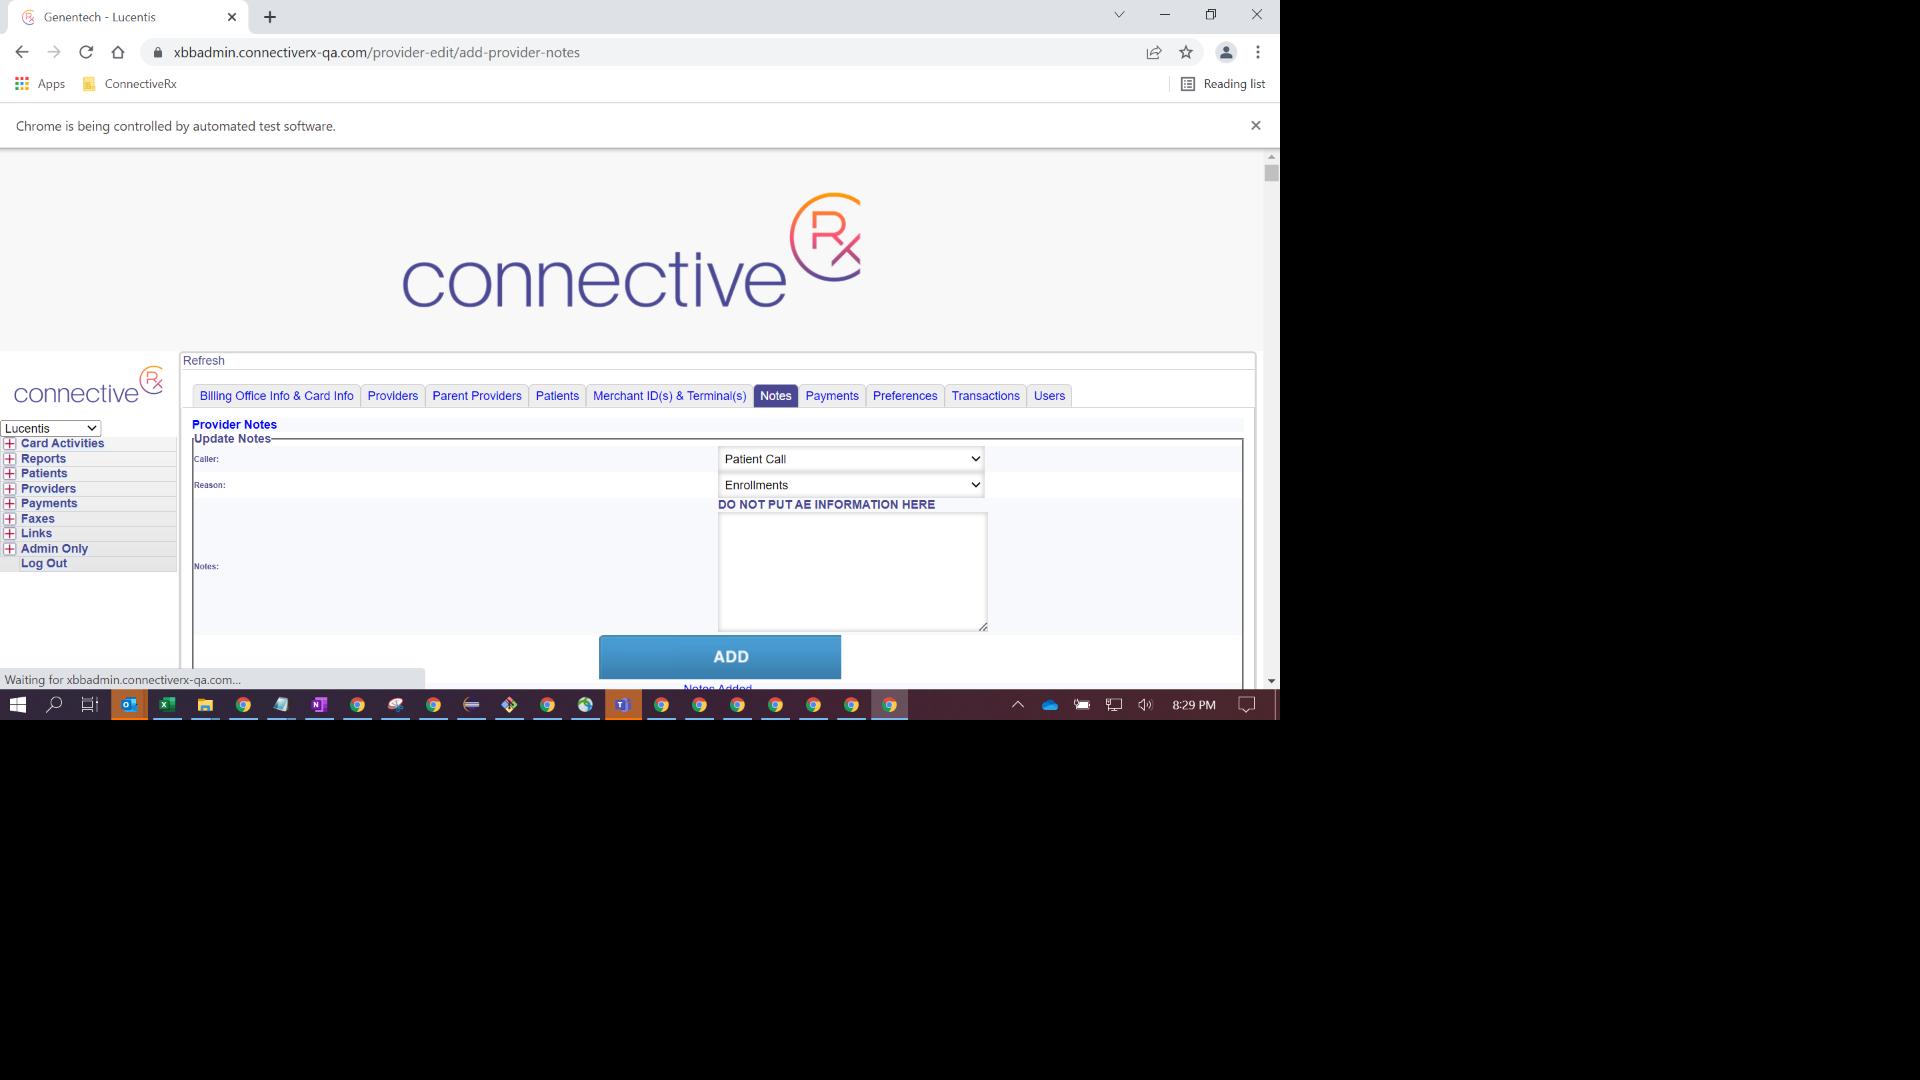 Genentech - Lucentis
xbbadmin.connectiverx-qa.com/provider-edit/add-provider-notes
Apps ConnectiveRx Reading list
Chrome is being controlled by automated test software.
connective Rx
connective Rx
Refresh
Billing Office Info & Card Info Providers Parent Providers Patients Merchant ID(s) & Terminal(s) Notes Payments Preferences Transactions Users
Lucentis
Card Activities
Reports
Patients
Providers
Payments
Faxes
Links
Admin Only
Log Out
Provider Notes
Update Notes
Caller: Patient Call
Reason: Enrollments
DO NOT PUT AE INFORMATION HERE
Notes:
ADD
Notes Added
Waiting for xbbadmin.connectiverx-qa.com...
8:29 PM